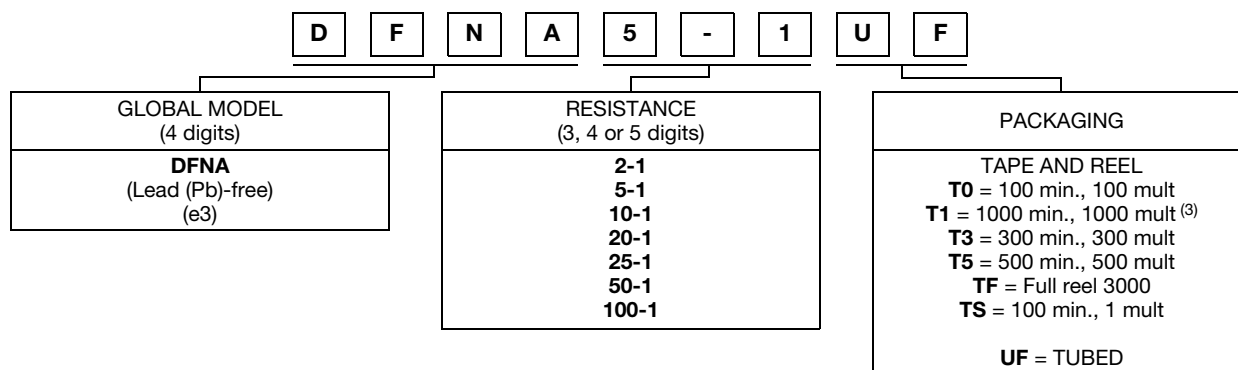 D F N A 5 - 1 U F
GLOBAL MODEL
(4 digits)
DFNA
(Lead (Pb)-free)
(e3)
RESISTANCE
(3, 4 or 5 digits)
2-1
5-1
10-1
20-1
25-1
50-1
100-1
PACKAGING
TAPE AND REEL
T0 = 100 min., 100 mult
T1 = 1000 min., 1000 mult (3)
T3 = 300 min., 300 mult
T5 = 500 min., 500 mult
TF = Full reel 3000
TS = 100 min., 1 mult
UF = TUBED